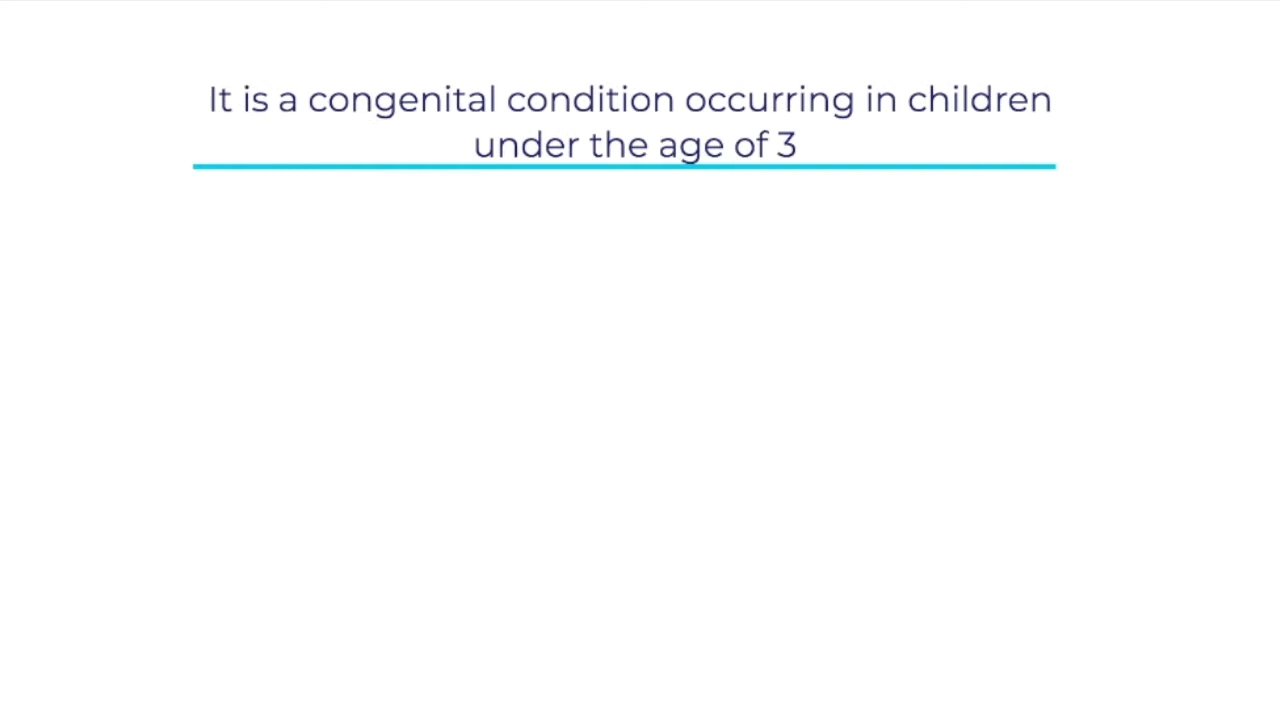 It is a congenital condition occurring in children
under the age of 3